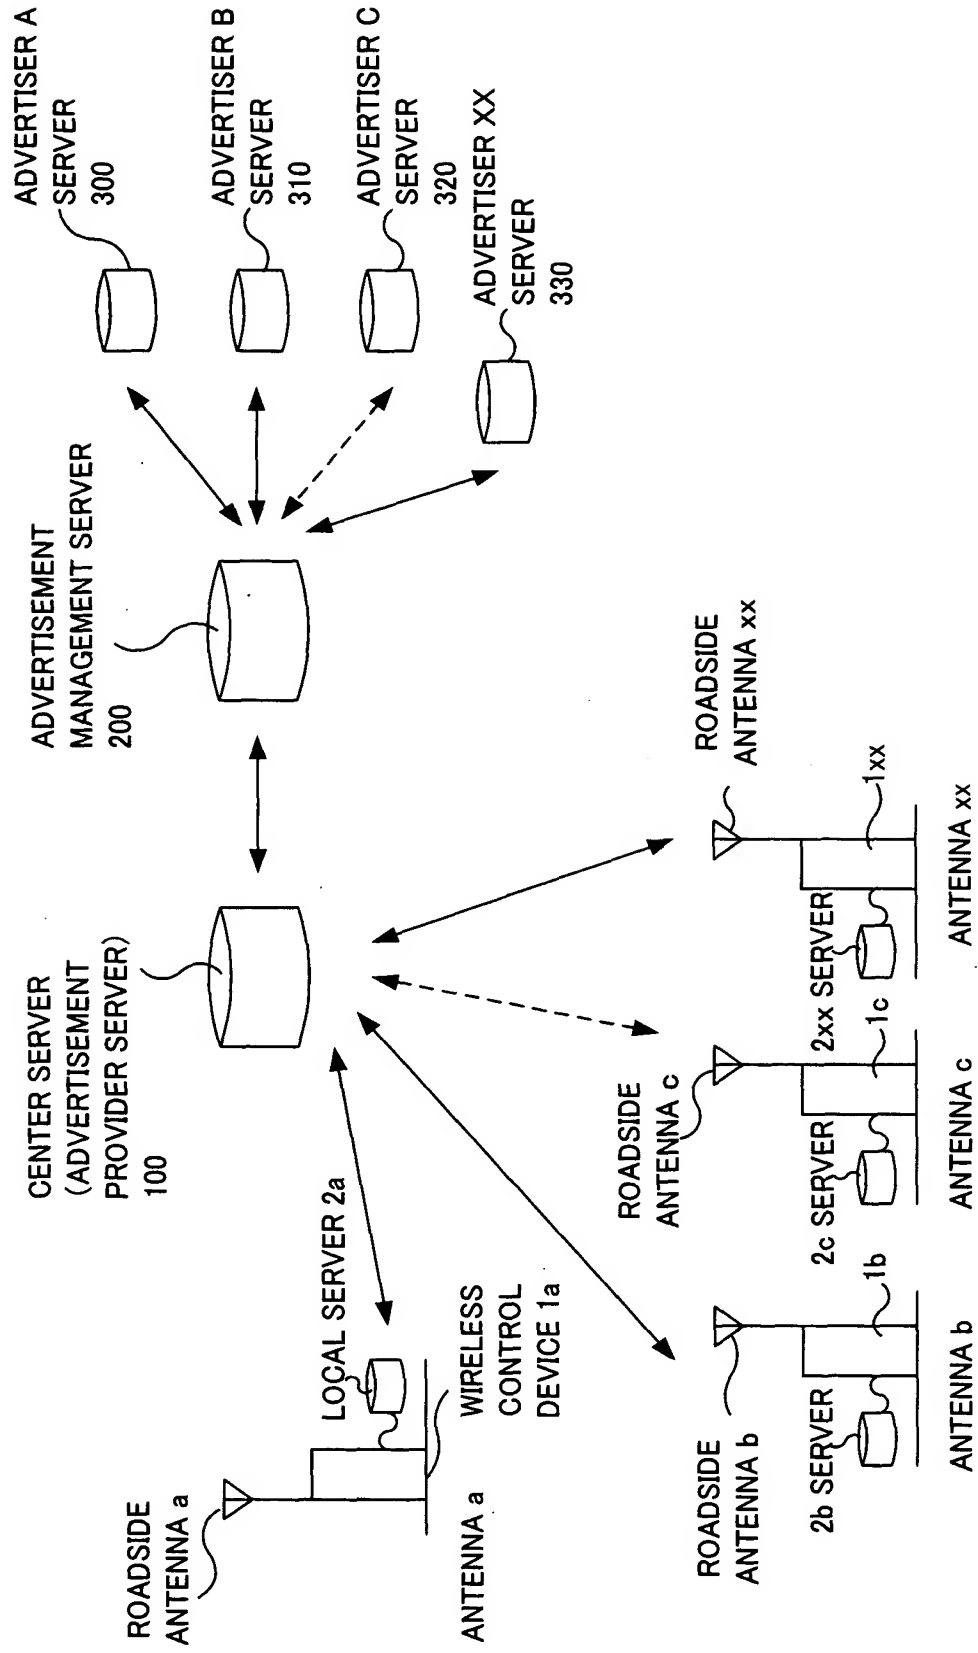 ROADSIDE
ANTENNA a
ANTENNA a
LOCAL SERVER 2a
WIRELESS
CONTROL
DEVICE 1a
CENTER SERVER
(ADVERTISEMENT
PROVIDER SERVER)
100
ADVERTISEMENT
MANAGEMENT SERVER
200
ADVERTISER A
SERVER
300
ADVERTISER B
SERVER
310
ADVERTISER C
SERVER
320
ADVERTISER XX
SERVER
330
ROADSIDE
ANTENNA b
2b SERVER
1b
ANTENNA b
ROADSIDE
ANTENNA c
2c SERVER
1c
ANTENNA c
ROADSIDE
ANTENNA xx
2xx SERVER
1xx
ANTENNA xx